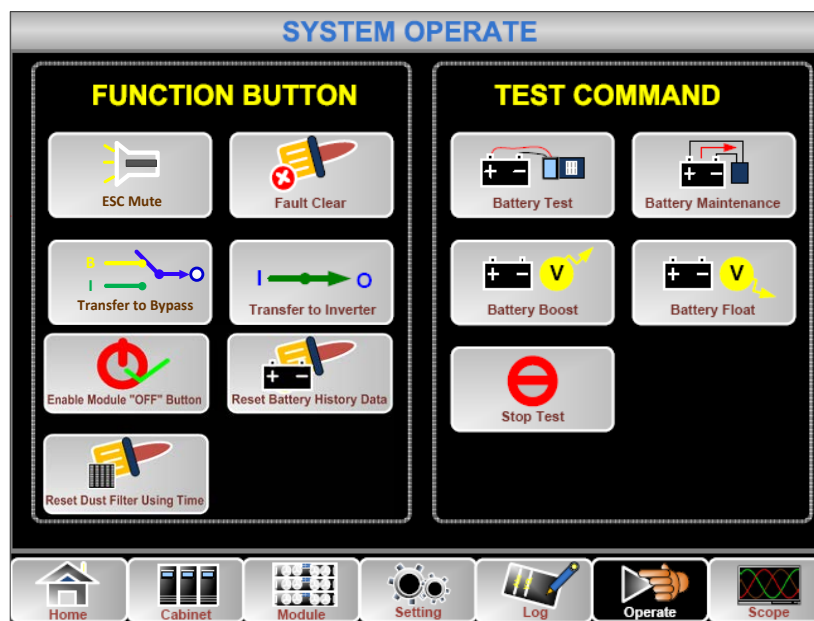 SYSTEM OPERATE
FUNCTION BUTTON
ESC Mute
Fault Clear
B
I
Transfer to Bypass
I O
Transfer to Inverter
Enable Module "OFF" Button
+ -
Reset Battery History Data
Reset Dust Filter Using Time
TEST COMMAND
+ -
Battery Test
+ -
Battery Maintenance
+ - V
Battery Boost
+ - V
Battery Float
Stop Test
Home
Cabinet
Module
Setting
Log
Operate
Scope